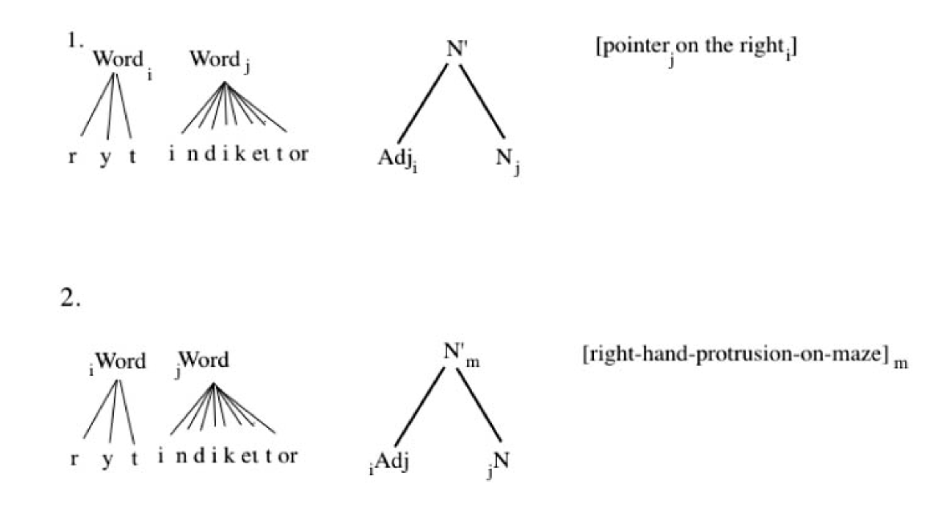 1.
Word i Word j N' [pointer j on the right i]
r y t i n d i k eɪ t t or Adj i N j
2.
i Word j Word N' m [right-hand-protrusion-on-maze] m
r y t i n d i k eɪ t t or i Adj j N